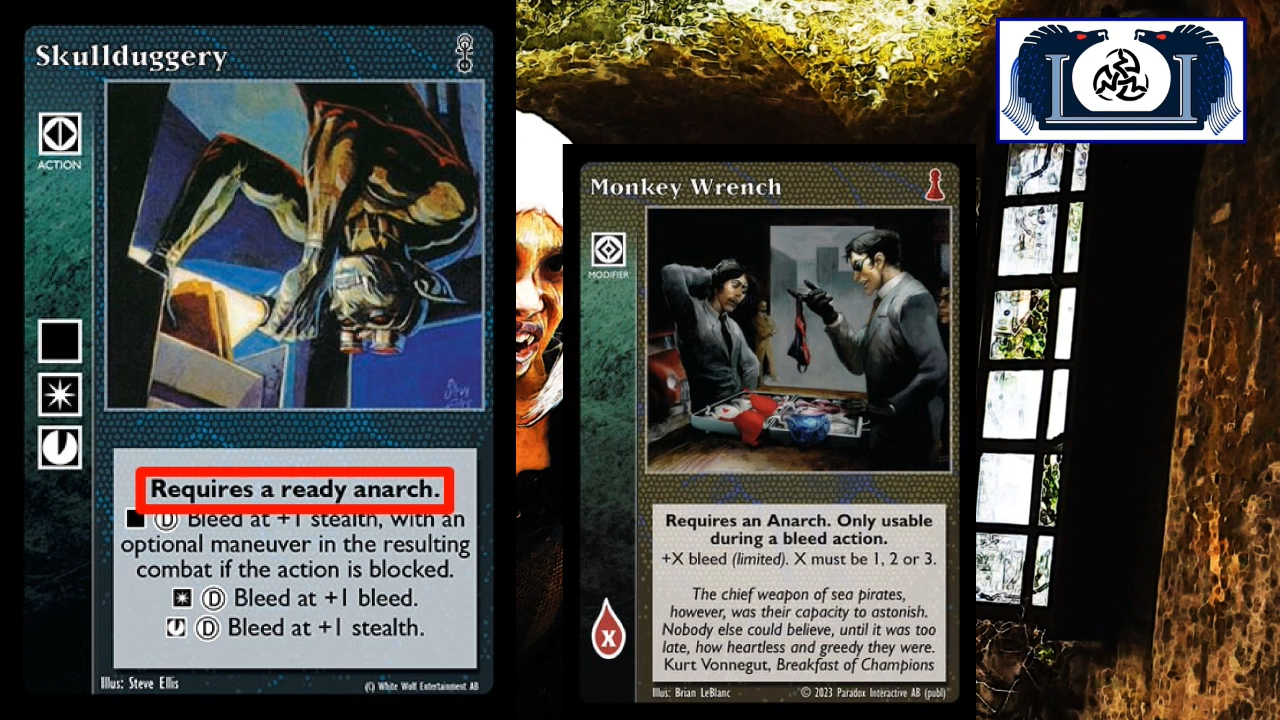 Skullduggery
ACTION
Requires a ready anarch.
D Bleed at +1 stealth, with an
optional maneuver in the resulting
combat if the action is blocked.
D Bleed at +1 bleed.
D Bleed at +1 stealth.
Illus: Steve Ellis
(C) White Wolf Entertainment AB
Monkey Wrench
MODIFIER
Requires an Anarch. Only usable
during a bleed action.
+X bleed (limited). X must be 1, 2 or 3.
The chief weapon of sea pirates,
however, was their capacity to astonish.
Nobody else could believe, until it was too
late, how heartless and greedy they were.
Kurt Vonnegut, Breakfast of Champions
X
Illus: Brian LeBlanc
© 2023 Paradox Interactive AB (publ)